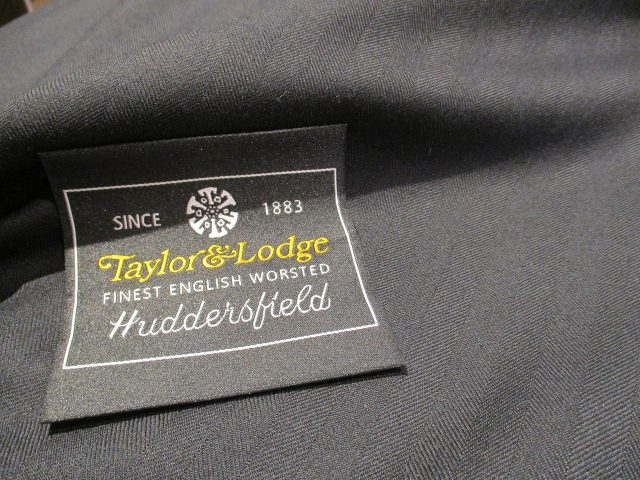 SINCE 1883
Taylor & Lodge
FINEST ENGLISH WORSTED
Huddersfield